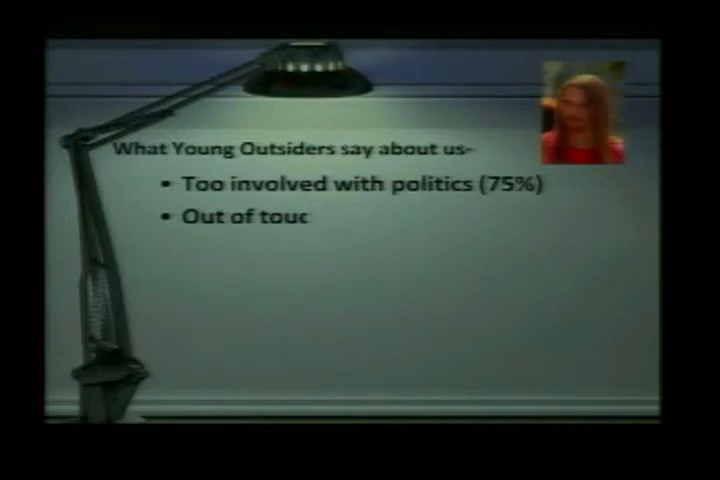 What Young Outsiders say about us-
• Too involved with politics (75%)
• Out of touc